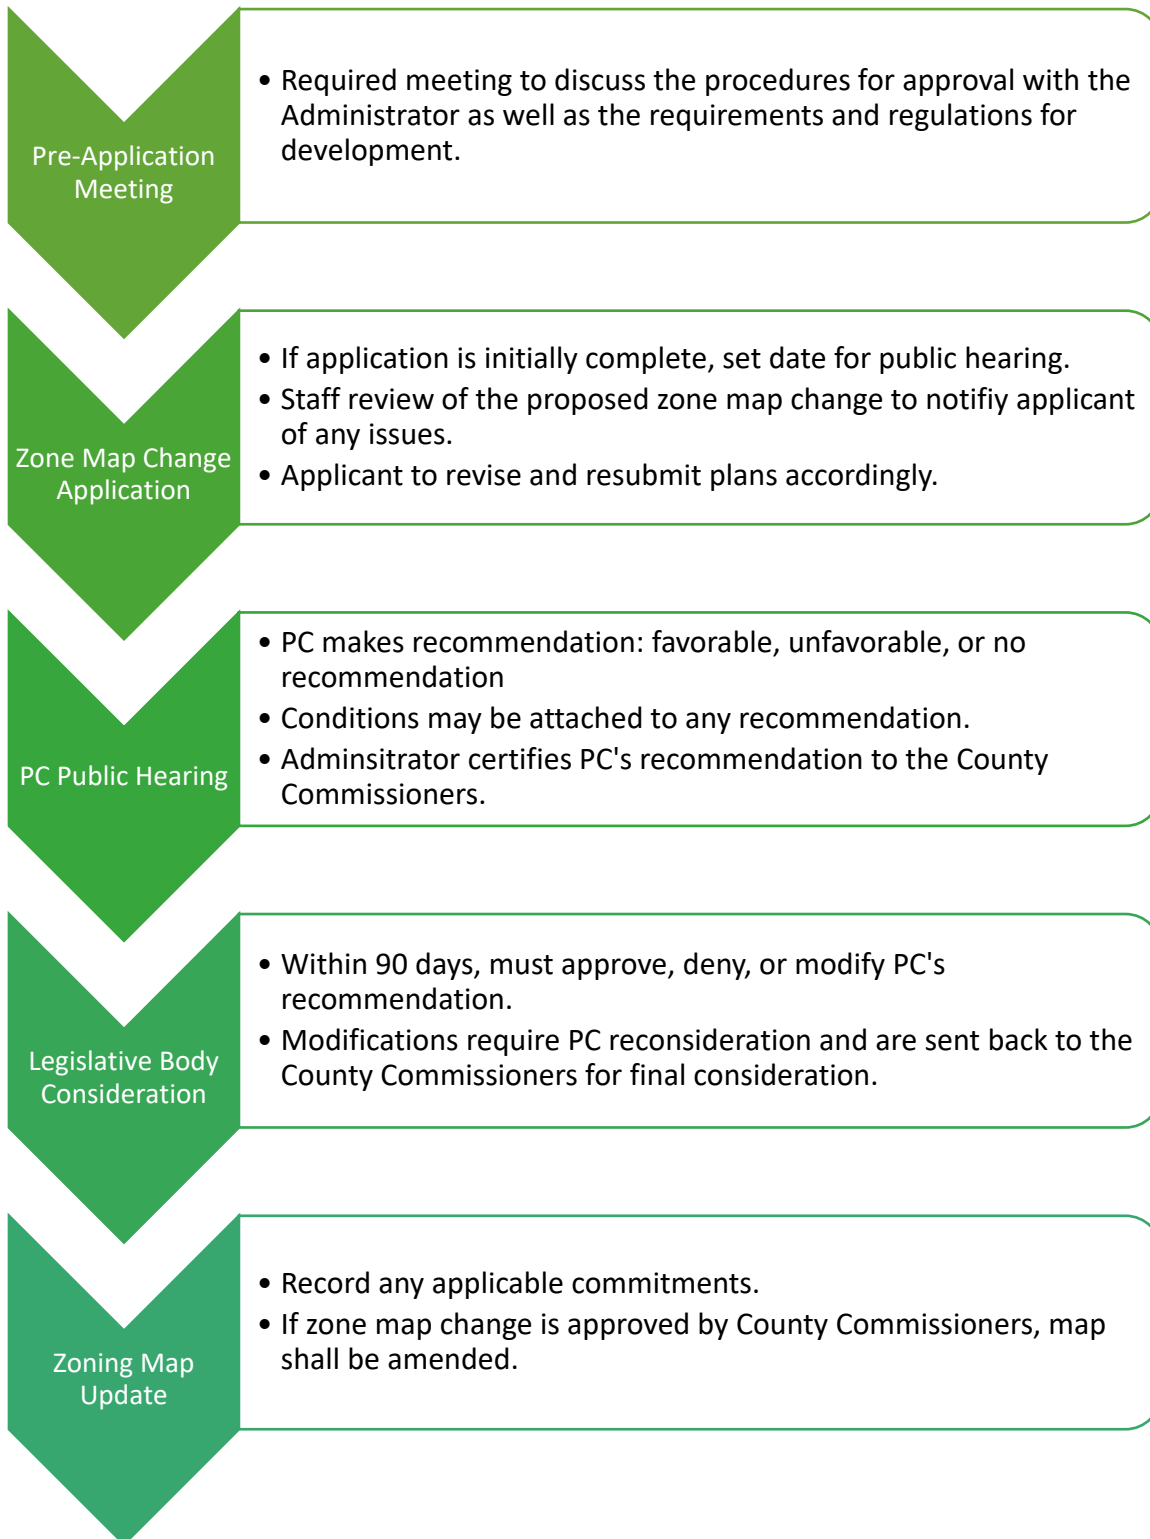 Pre-Application
Meeting
• Required meeting to discuss the procedures for approval with the
Administrator as well as the requirements and regulations for
development.
Zone Map Change
Application
• If application is initially complete, set date for public hearing.
• Staff review of the proposed zone map change to notifiy applicant
of any issues.
• Applicant to revise and resubmit plans accordingly.
PC Public Hearing
• PC makes recommendation: favorable, unfavorable, or no
recommendation
• Conditions may be attached to any recommendation.
• Adminsitrator certifies PC's recommendation to the County
Commissioners.
Legislative Body
Consideration
• Within 90 days, must approve, deny, or modify PC's
recommendation.
• Modifications require PC reconsideration and are sent back to the
County Commissioners for final consideration.
Zoning Map
Update
• Record any applicable commitments.
• If zone map change is approved by County Commissioners, map
shall be amended.